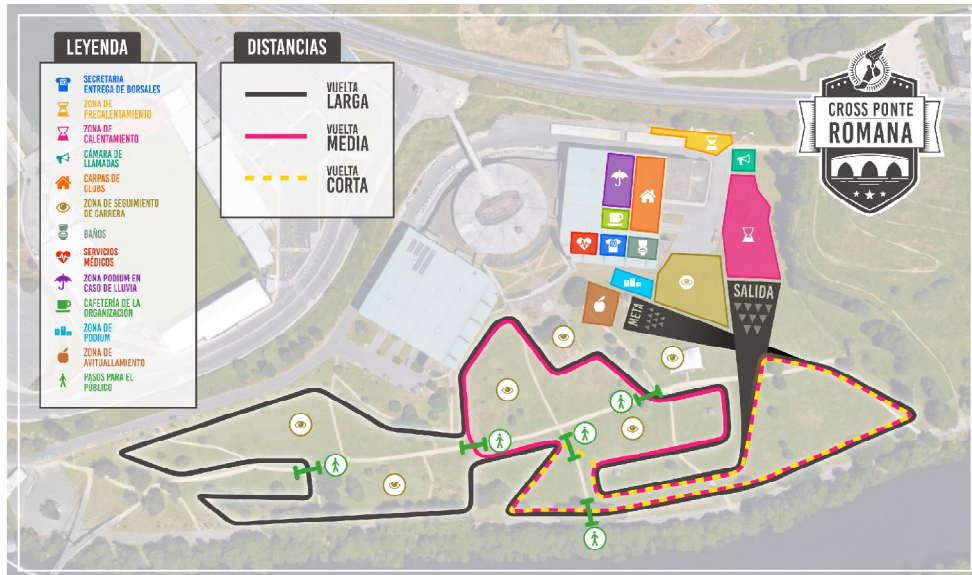 LEYENDA
SECRETARIA
ENTREGA DE DORSALES
ZONA DE
PRECALENTAMIENTO
ZONA DE
CALENTAMIENTO
CÁMARA DE
LLAMADAS
CARPAS DE
CLUBS
ZONA DE SEGUIMIENTO
DE CARRERA
BAÑOS
SERVICIOS
MÉDICOS
ZONA PODIUM EN
CASO DE LLUVIA
CAFETERÍA DE LA
ORGANIZACIÓN
ZONA DE
PODIUM
ZONA DE
AVITUALLAMIENTO
PASOS PARA EL
PÚBLICO
DISTANCIAS
VUELTA
LARGA
VUELTA
MEDIA
VUELTA
CORTA
CROSS PONTE
ROMANA
SALIDA
META